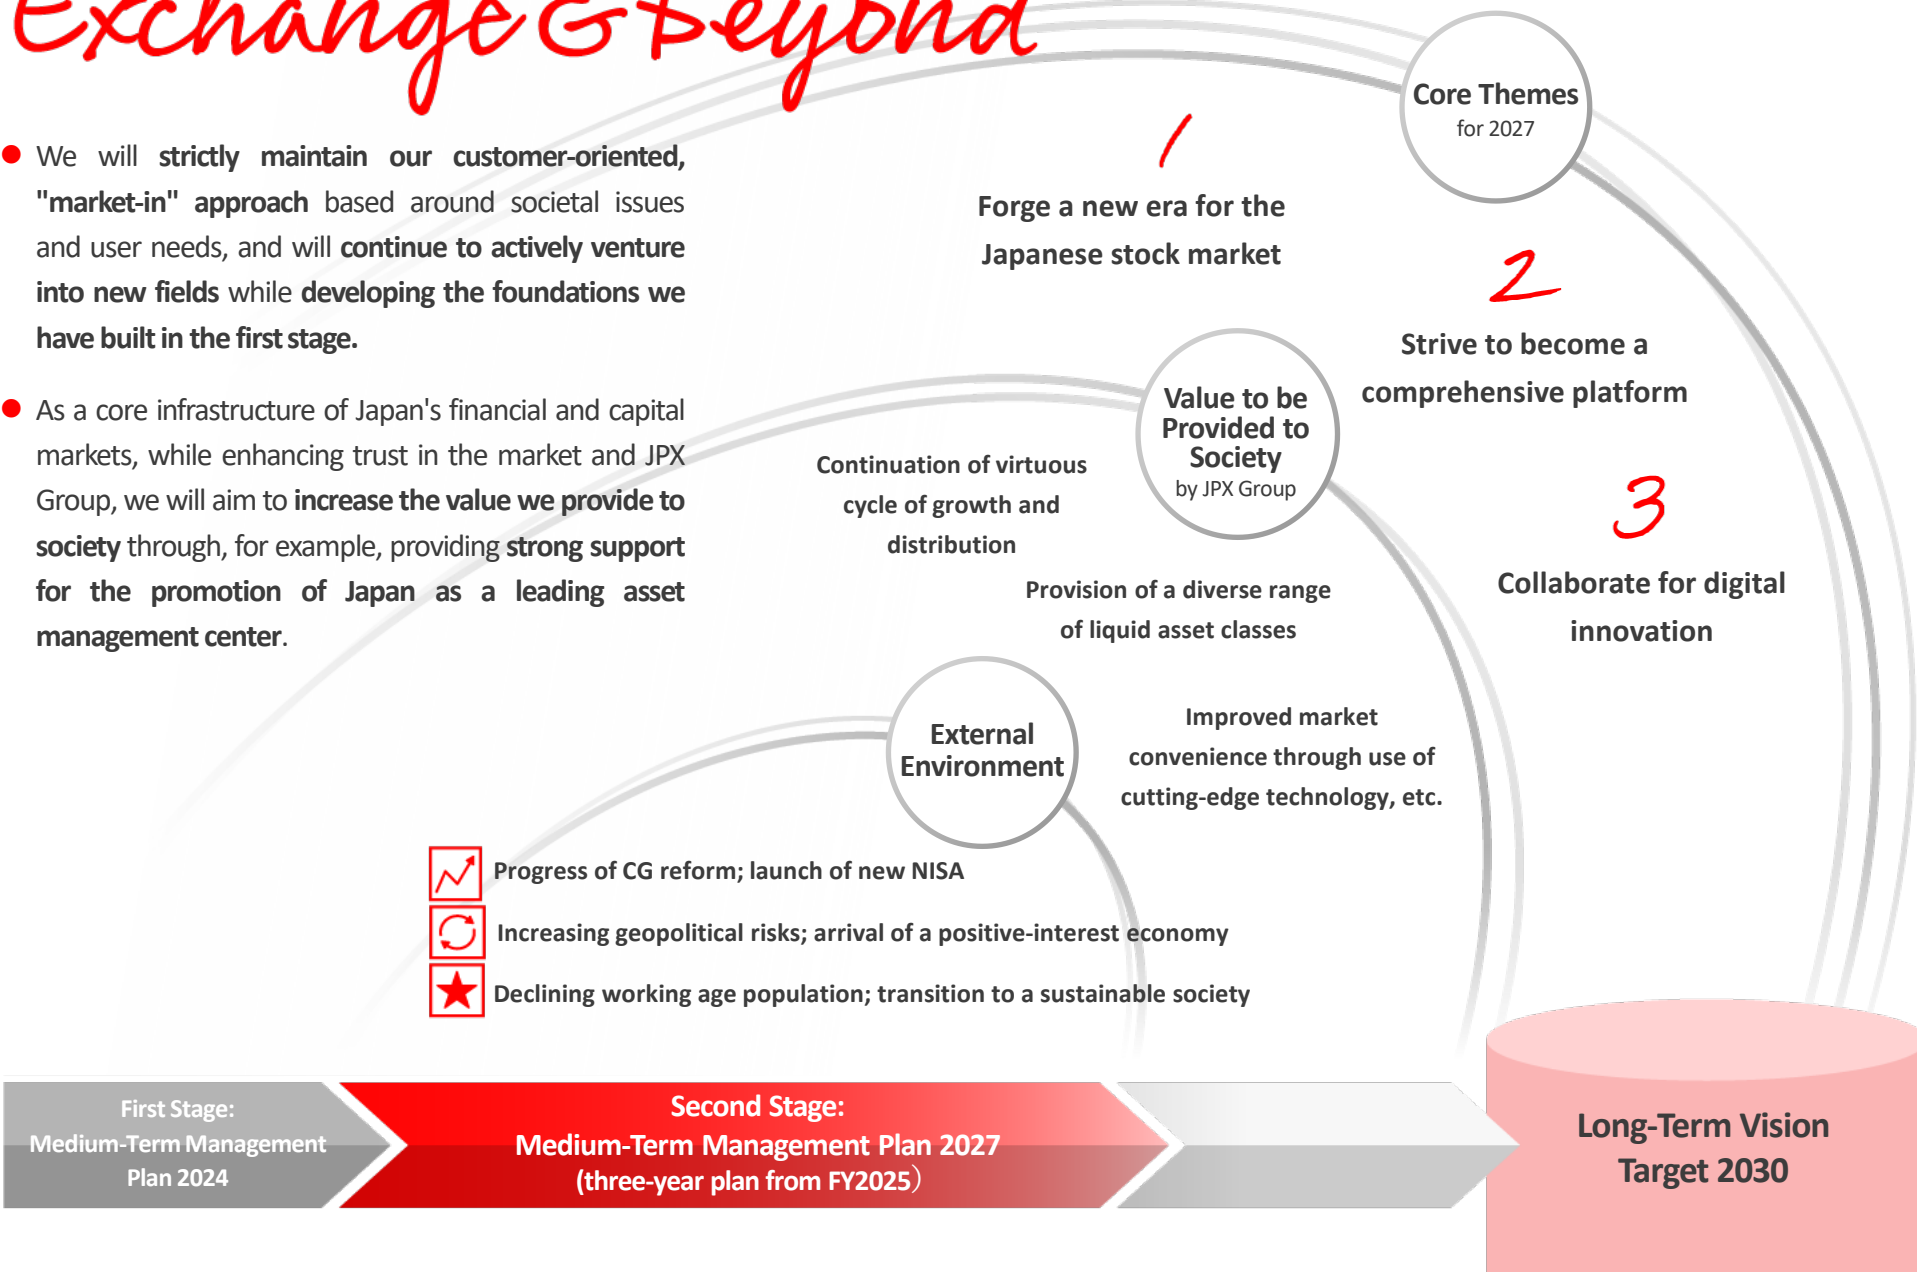 Exchange & Beyond
● We will strictly maintain our customer-oriented,
"market-in" approach based around societal issues
and user needs, and will continue to actively venture
into new fields while developing the foundations we
have built in the first stage.
● As a core infrastructure of Japan's financial and capital
markets, while enhancing trust in the market and JPX
Group, we will aim to increase the value we provide to
society through, for example, providing strong support
for the promotion of Japan as a leading asset
management center.
Core Themes
for 2027
1
Forge a new era for the
Japanese stock market
2
Strive to become a
comprehensive platform
3
Collaborate for digital
innovation
Value to be
Provided to
Society
by JPX Group
Continuation of virtuous
cycle of growth and
distribution
Provision of a diverse range
of liquid asset classes
Improved market
convenience through use of
cutting-edge technology, etc.
External
Environment
Progress of CG reform; launch of new NISA
Increasing geopolitical risks; arrival of a positive-interest economy
Declining working age population; transition to a sustainable society
First Stage:
Medium-Term Management
Plan 2024
Second Stage:
Medium-Term Management Plan 2027
(three-year plan from FY2025）
Long-Term Vision
Target 2030